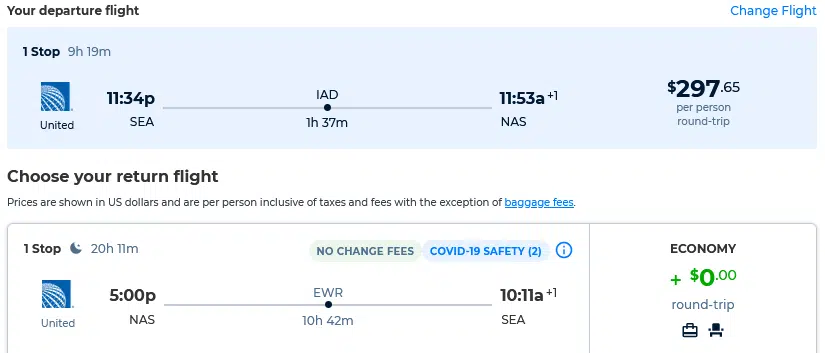 Your departure flight
Change Flight
1 Stop 9h 19m
United
11:34p
SEA
IAD
1h 37m
11:53a +1
NAS
$297.65
per person
round-trip
Choose your return flight
Prices are shown in US dollars and are per person inclusive of taxes and fees with the exception of baggage fees.
1 Stop 20h 11m
NO CHANGE FEES
COVID-19 SAFETY (2)
United
5:00p
NAS
EWR
10h 42m
10:11a +1
SEA
ECONOMY
+ $0.00
round-trip